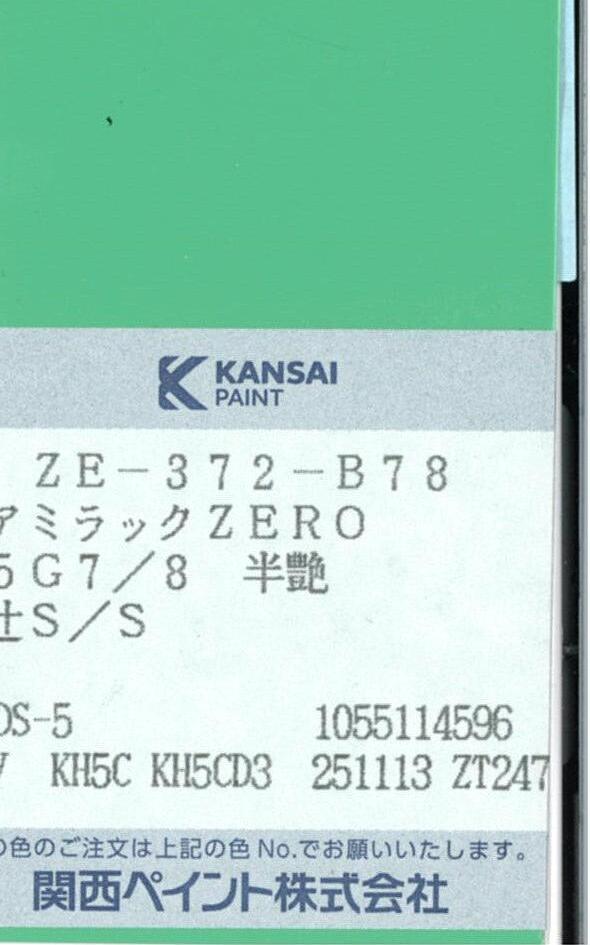 KANSAI
PAINT
ZE－372－B78
アミラックZERO
5G7／8　半艶
仕S／S
DS-5 1055114596
KH5C KH5CD3 251113 ZT247
の色のご注文は上記の色No.でお願いいたします。
関西ペイント株式会社